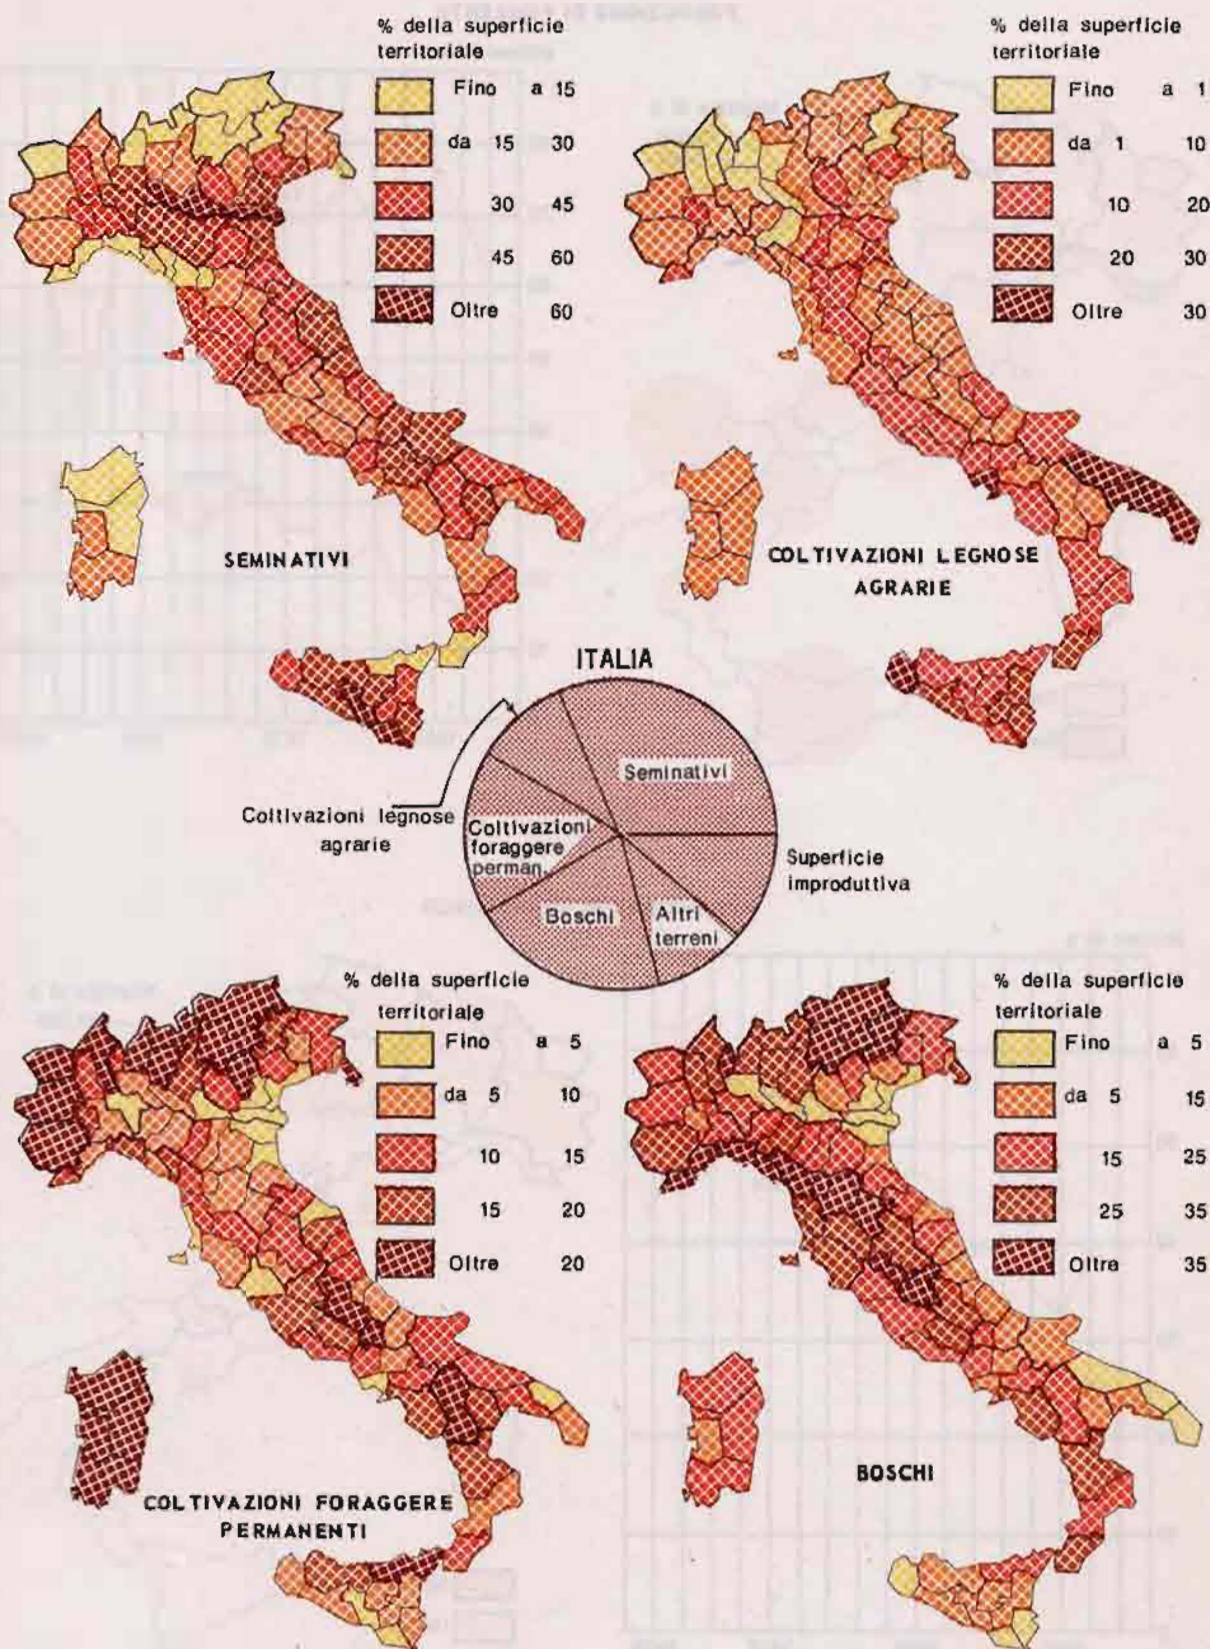 % della superficie
territoriale
Fino a 15
da 15 30
30 45
45 60
Oltre 60
SEMINATIVI
% della superficie
territoriale
Fino a 1
da 1 10
10 20
20 30
Oltre 30
COLTIVAZIONI LEGNOSE
AGRARIE
ITALIA
Seminativi
Coltivazioni legnose
agrarie
Coltivazioni
foraggere
perman.
Superficie
improduttiva
Boschi
Altri
terreni
% della superficie
territoriale
Fino a 5
da 5 10
10 15
15 20
Oltre 20
COLTIVAZIONI FORAGGERE
PERMANENTI
% della superficie
territoriale
Fino a 5
da 5 15
15 25
25 35
Oltre 35
BOSCHI